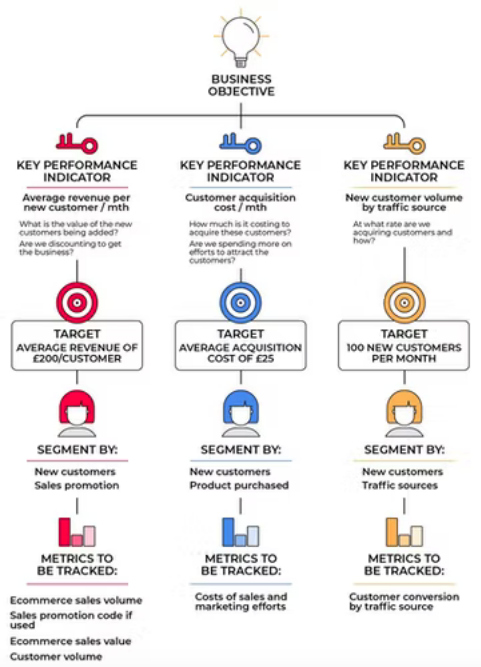 BUSINESS
OBJECTIVE
KEY PERFORMANCE
INDICATOR
Average revenue per
new customer / mth
What is the value of the new
customers being added?
Are we discounting to get
the business?
TARGET
AVERAGE REVENUE OF
£200/CUSTOMER
SEGMENT BY:
New customers
Sales promotion
METRICS TO
BE TRACKED:
Ecommerce sales volume
Sales promotion code if
used
Ecommerce sales value
Customer volume
KEY PERFORMANCE
INDICATOR
Customer acquisition
cost / mth
How much is it costing to
acquire these customers?
Are we spending more on
efforts to attract the
customers?
TARGET
AVERAGE ACQUISITION
COST OF £25
SEGMENT BY:
New customers
Product purchased
METRICS TO
BE TRACKED:
Costs of sales and
marketing efforts
KEY PERFORMANCE
INDICATOR
New customer volume
by traffic source
At what rate are we
acquiring customers and
how?
TARGET
100 NEW CUSTOMERS
PER MONTH
SEGMENT BY:
New customers
Traffic sources
METRICS TO
BE TRACKED:
Customer conversion
by traffic source